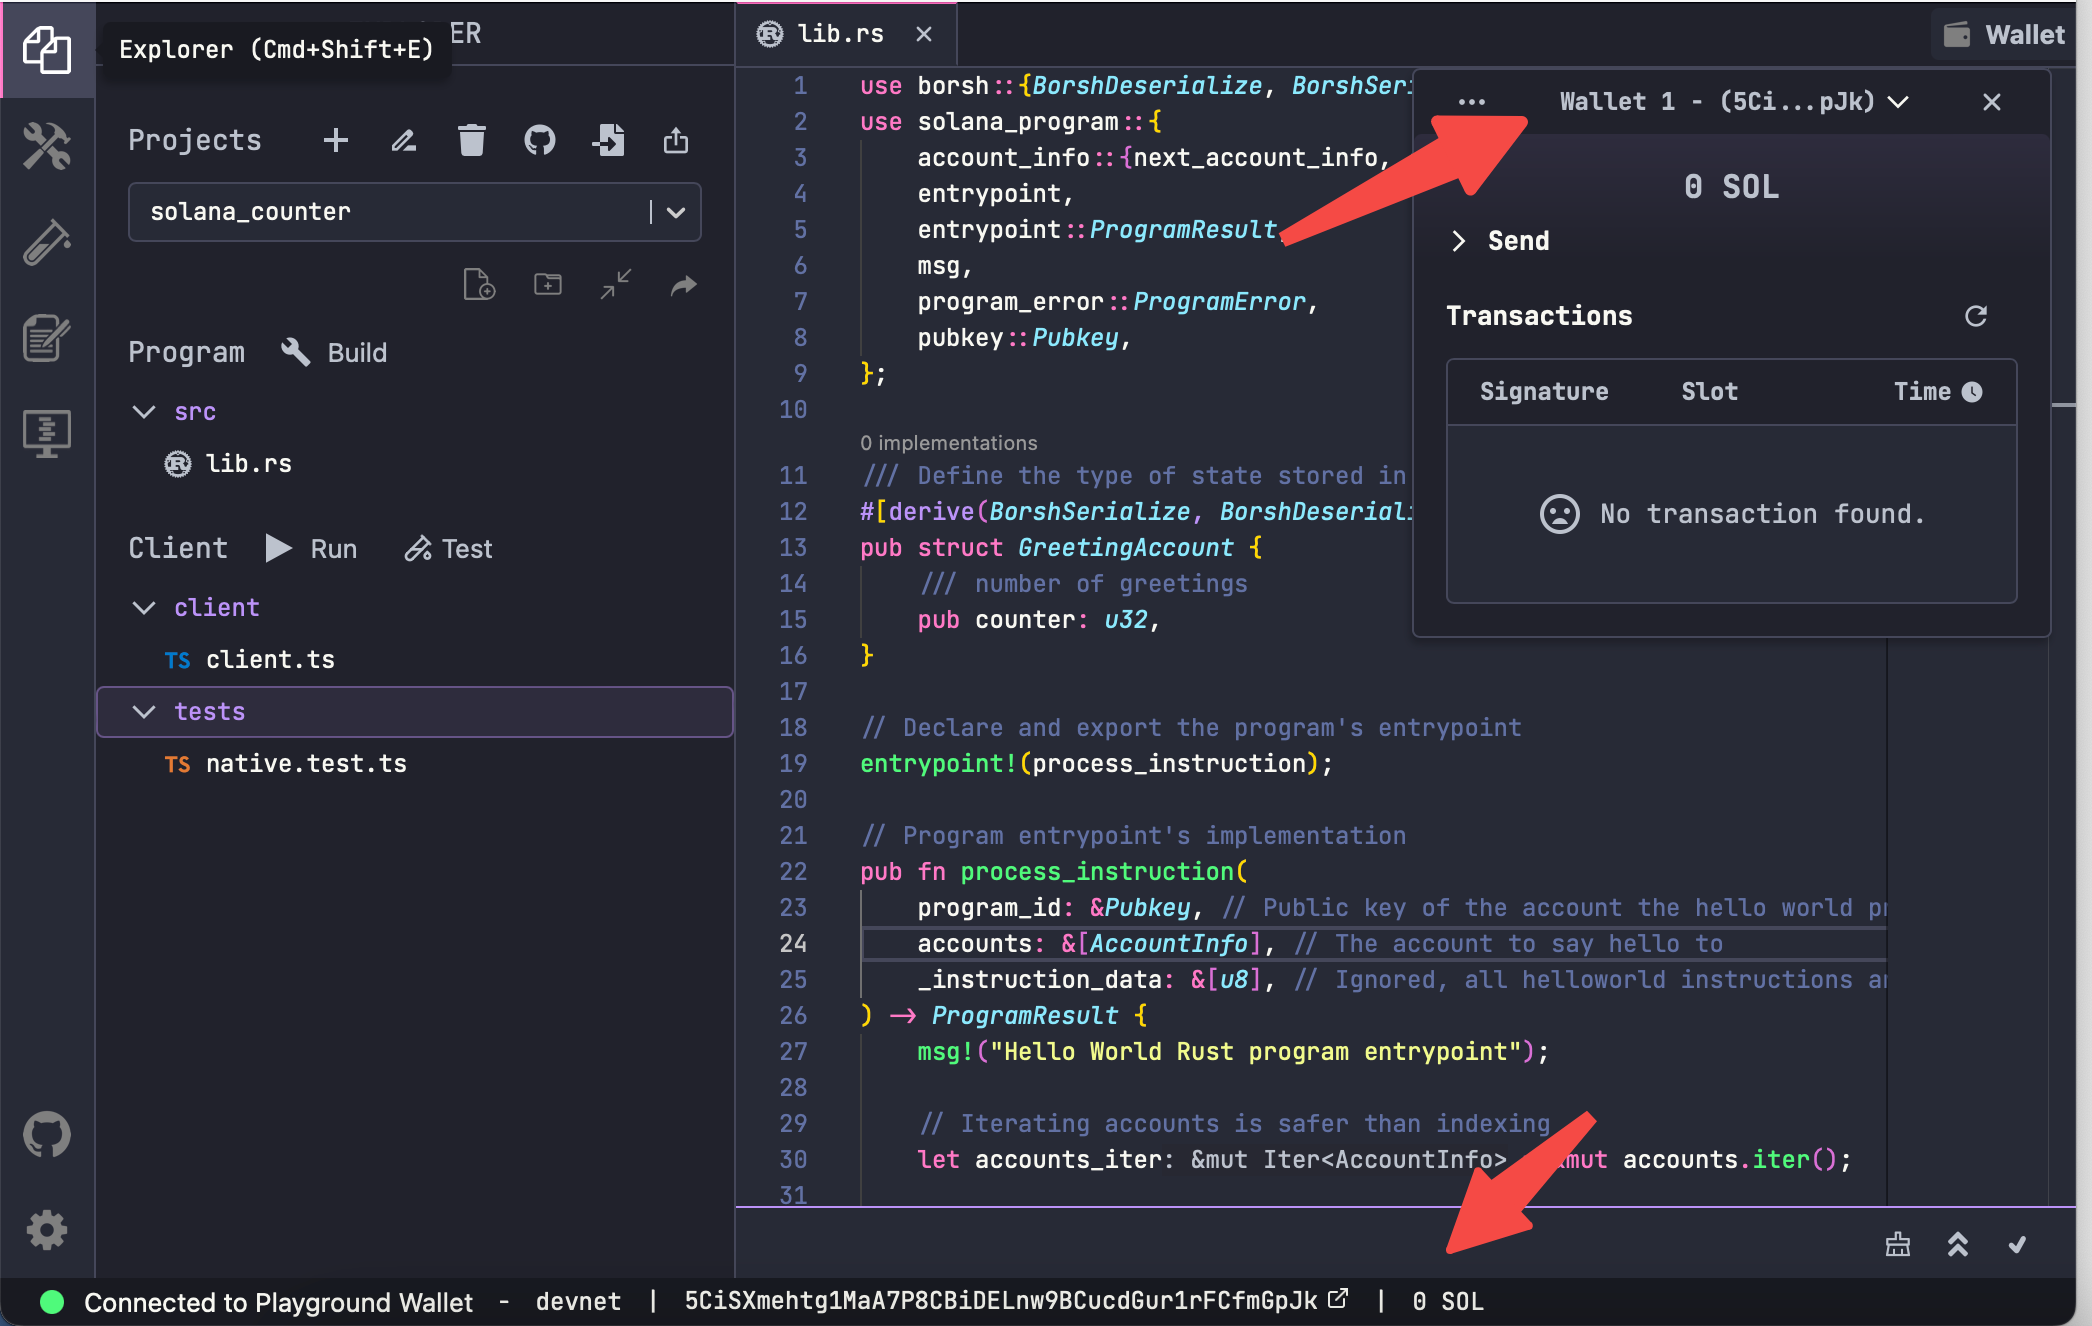 Explorer (Cmd+Shift+E)
ER
Projects
solana_counter
Program
Build
src
lib.rs
Client
Run
Test
client
TS client.ts
tests
TS native.test.ts
lib.rs
Wallet
1 use borsh::{BorshDeserialize, BorshSeri
2 use solana_program::{
3 account_info::{next_account_info,
4 entrypoint,
5 entrypoint::ProgramResult,
6 msg,
7 program_error::ProgramError,
8 pubkey::Pubkey,
9 };
10
0 implementations
11 /// Define the type of state stored in
12 #[derive(BorshSerialize, BorshDeseriali
13 pub struct GreetingAccount {
14 /// number of greetings
15 pub counter: u32,
16 }
17
18 // Declare and export the program's entrypoint
19 entrypoint!(process_instruction);
20
21 // Program entrypoint's implementation
22 pub fn process_instruction(
23 program_id: &Pubkey, // Public key of the account the hello world pr
24 accounts: &[AccountInfo], // The account to say hello to
25 _instruction_data: &[u8], // Ignored, all helloworld instructions ar
26 ) -> ProgramResult {
27 msg!("Hello World Rust program entrypoint");
28
29 // Iterating accounts is safer than indexing
30 let accounts_iter: &mut Iter<AccountInfo> mut accounts.iter();
31
Wallet 1 - (5Ci...pJk)
0 SOL
Send
Transactions
Signature Slot Time
No transaction found.
Connected to Playground Wallet - devnet | 5CiSXmehtg1MaA7P8CBiDELnw9BCucdGur1rFCfmGpJk | 0 SOL